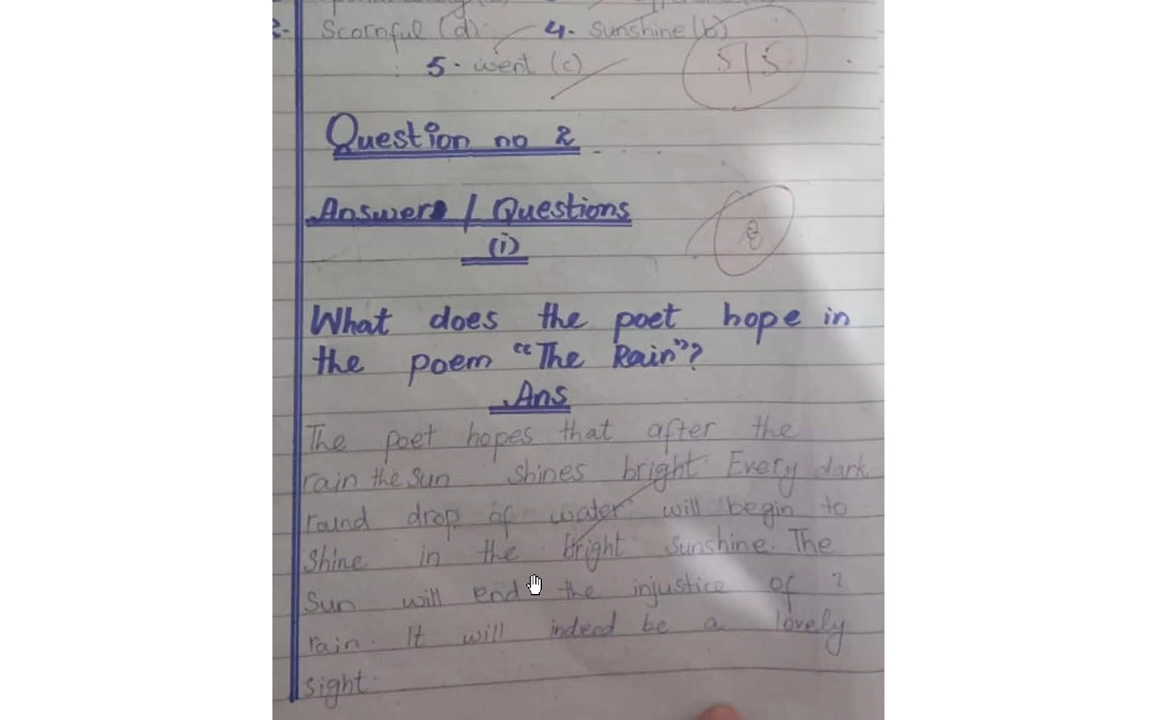 2- Scornful (d) 4. Sunshine (b)
5. went (c) 5/5
Question no 2
Answers / Questions
(i) 8
What does the poet hope in
the poem "The Rain"?
Ans
The poet hopes that after the
rain the sun shines bright. Every dark
round drop of water will begin to
shine in the bright sunshine. The
sun will end the injustice of ?
rain. It will indeed be a lovely
sight.